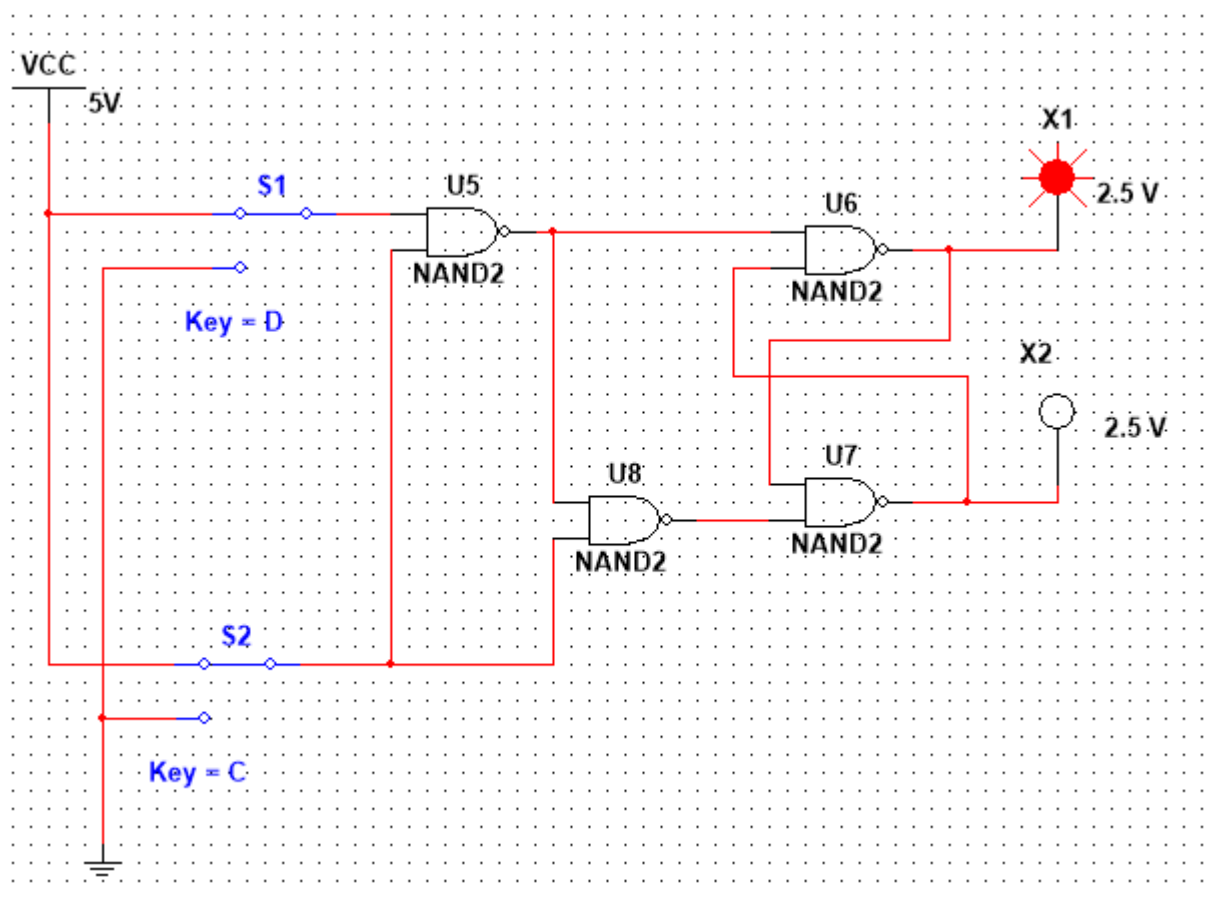 VCC
5V
X1
S1
U5
2.5 V
U6
NAND2
NAND2
Key = D
X2
2.5 V
U7
U8
NAND2
NAND2
S2
Key = C